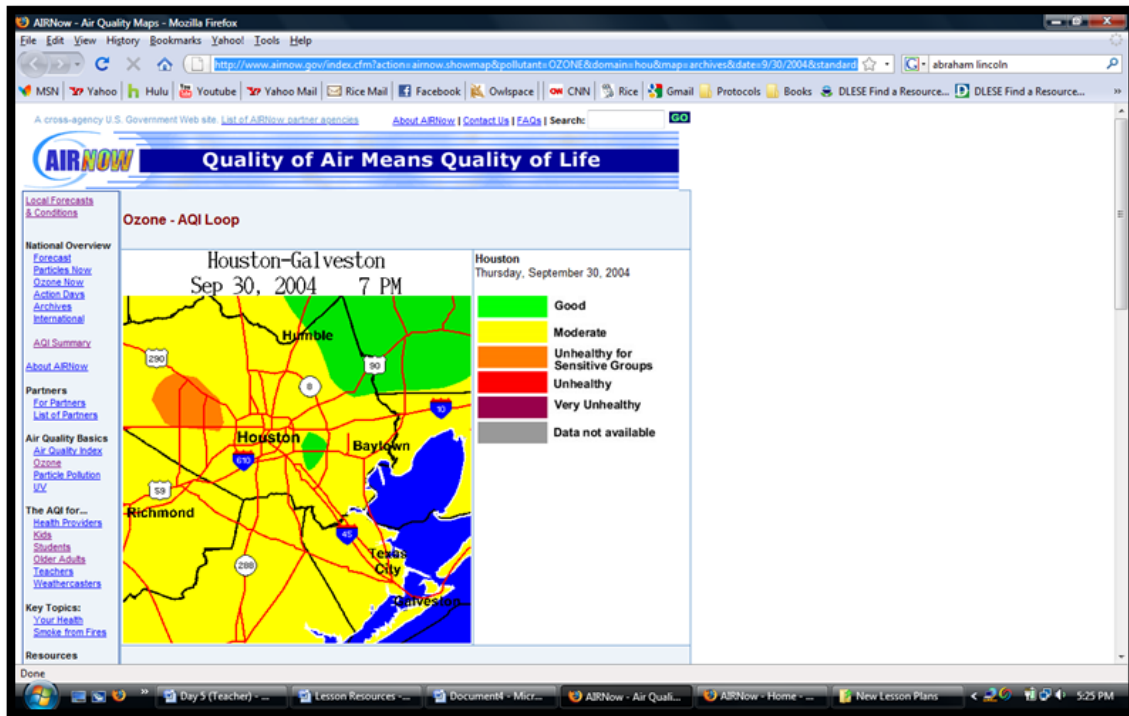 AIRNow - Air Quality Maps - Mozilla Firefox
File Edit View History Bookmarks Yahoo! Tools Help
http://www.airnow.gov/index.cfm?action=airnow.showmap&pollutant=OZONE&domain=hou&map=archives&date=9/30/2004&standard
abraham lincoln
MSN Yahoo Hulu Youtube Yahoo Mail Rice Mail Facebook Owlspace CNN Rice Gmail Protocols Books DLESE Find a Resource... DLESE Find a Resource... »
A cross-agency U.S. Government Web site. List of AIRNow partner agencies About AIRNow | Contact Us | FAQs | Search: GO
AIRNOW Quality of Air Means Quality of Life
Local Forecasts
& Conditions
National Overview
Forecast
Particles Now
Ozone Now
Action Days
Archives
International
AQI Summary
About AIRNow
Partners
For Partners
List of Partners
Air Quality Basics
Air Quality Index
Ozone
Particle Pollution
UV
The AQI for...
Health Providers
Kids
Students
Older Adults
Teachers
Weathercasters
Key Topics:
Your Health
Smoke from Fires
Resources
Ozone - AQI Loop
Houston-Galveston
Sep 30, 2004 7 PM
Humble
290
90
8
10
Houston
Baytown
610
59
Richmond
45
288
Texas
City
Galveston
Houston
Thursday, September 30, 2004
Good
Moderate
Unhealthy for
Sensitive Groups
Unhealthy
Very Unhealthy
Data not available
Done
» Day 5 (Teacher) - ... Lesson Resources -... Document4 - Micr... AIRNow - Air Quali... AIRNow - Home - ... New Lesson Plans < 5:25 PM